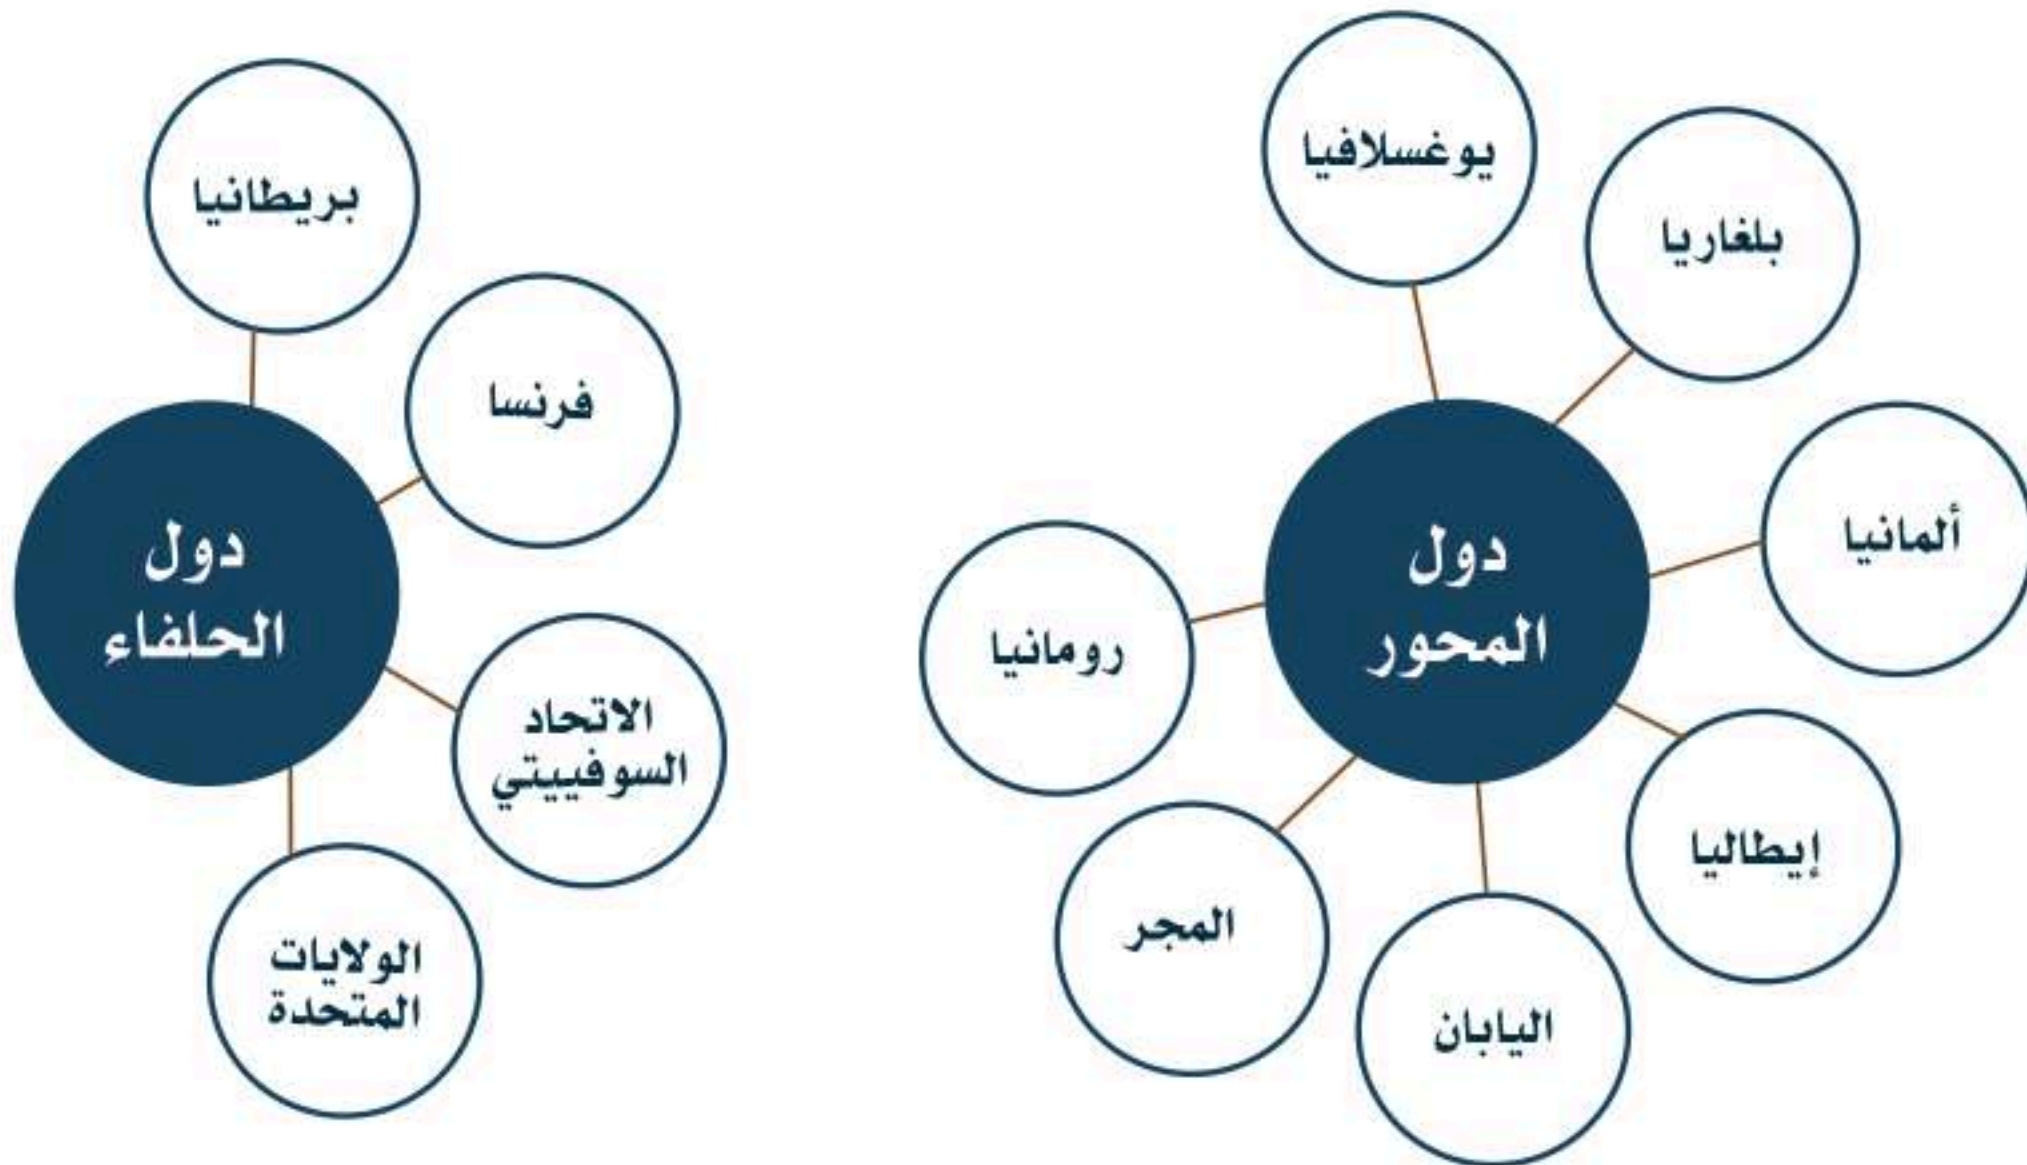 دول
المحور
يوغسلافيا
بلغاريا
ألمانيا
إيطاليا
اليابان
المجر
رومانيا
دول
الحلفاء
بريطانيا
فرنسا
الاتحاد
السوفييتي
الولايات
المتحدة